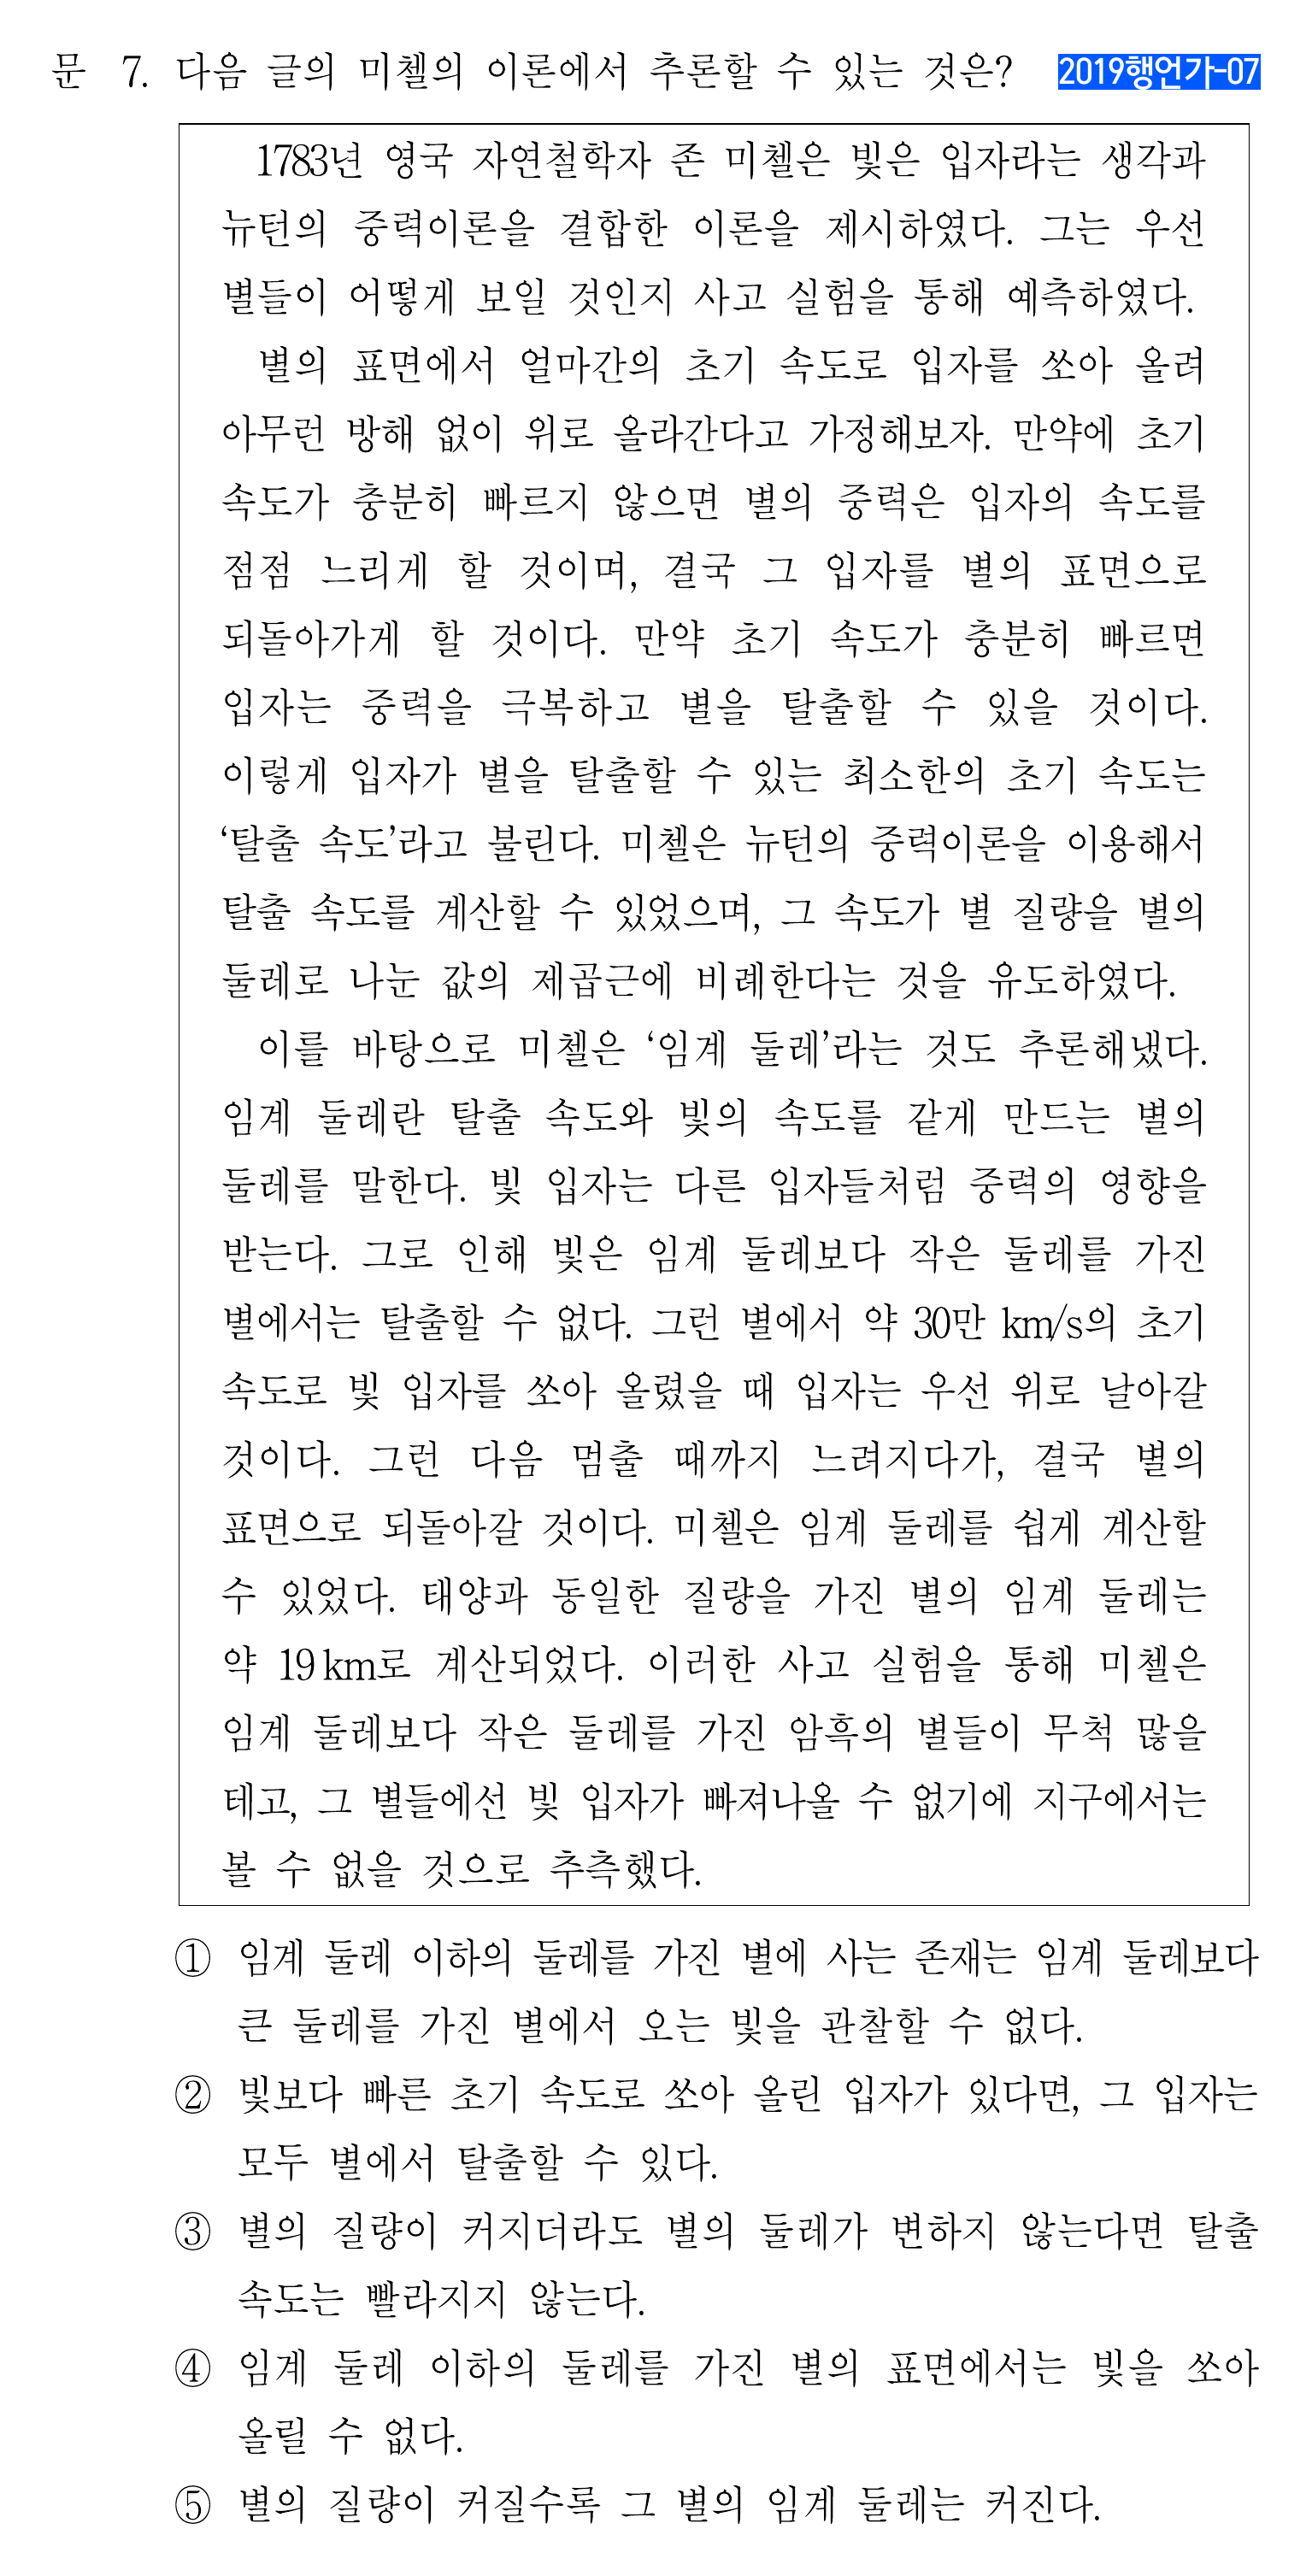 문 7. 다음 글의 미첼의 이론에서 추론할 수 있는 것은? 2019행언가-07
1783년 영국 자연철학자 존 미첼은 빛은 입자라는 생각과
뉴턴의 중력이론을 결합한 이론을 제시하였다. 그는 우선
별들이 어떻게 보일 것인지 사고 실험을 통해 예측하였다.
별의 표면에서 얼마간의 초기 속도로 입자를 쏘아 올려
아무런 방해 없이 위로 올라간다고 가정해보자. 만약에 초기
속도가 충분히 빠르지 않으면 별의 중력은 입자의 속도를
점점 느리게 할 것이며, 결국 그 입자를 별의 표면으로
되돌아가게 할 것이다. 만약 초기 속도가 충분히 빠르면
입자는 중력을 극복하고 별을 탈출할 수 있을 것이다.
이렇게 입자가 별을 탈출할 수 있는 최소한의 초기 속도는
‘탈출 속도’라고 불린다. 미첼은 뉴턴의 중력이론을 이용해서
탈출 속도를 계산할 수 있었으며, 그 속도가 별 질량을 별의
둘레로 나눈 값의 제곱근에 비례한다는 것을 유도하였다.
이를 바탕으로 미첼은 ‘임계 둘레’라는 것도 추론해냈다.
임계 둘레란 탈출 속도와 빛의 속도를 같게 만드는 별의
둘레를 말한다. 빛 입자는 다른 입자들처럼 중력의 영향을
받는다. 그로 인해 빛은 임계 둘레보다 작은 둘레를 가진
별에서는 탈출할 수 없다. 그런 별에서 약 30만 km/s의 초기
속도로 빛 입자를 쏘아 올렸을 때 입자는 우선 위로 날아갈
것이다. 그런 다음 멈출 때까지 느려지다가, 결국 별의
표면으로 되돌아갈 것이다. 미첼은 임계 둘레를 쉽게 계산할
수 있었다. 태양과 동일한 질량을 가진 별의 임계 둘레는
약 19km로 계산되었다. 이러한 사고 실험을 통해 미첼은
임계 둘레보다 작은 둘레를 가진 암흑의 별들이 무척 많을
테고, 그 별들에선 빛 입자가 빠져나올 수 없기에 지구에서는
볼 수 없을 것으로 추측했다.
① 임계 둘레 이하의 둘레를 가진 별에 사는 존재는 임계 둘레보다
큰 둘레를 가진 별에서 오는 빛을 관찰할 수 없다.
② 빛보다 빠른 초기 속도로 쏘아 올린 입자가 있다면, 그 입자는
모두 별에서 탈출할 수 있다.
③ 별의 질량이 커지더라도 별의 둘레가 변하지 않는다면 탈출
속도는 빨라지지 않는다.
④ 임계 둘레 이하의 둘레를 가진 별의 표면에서는 빛을 쏘아
올릴 수 없다.
⑤ 별의 질량이 커질수록 그 별의 임계 둘레는 커진다.